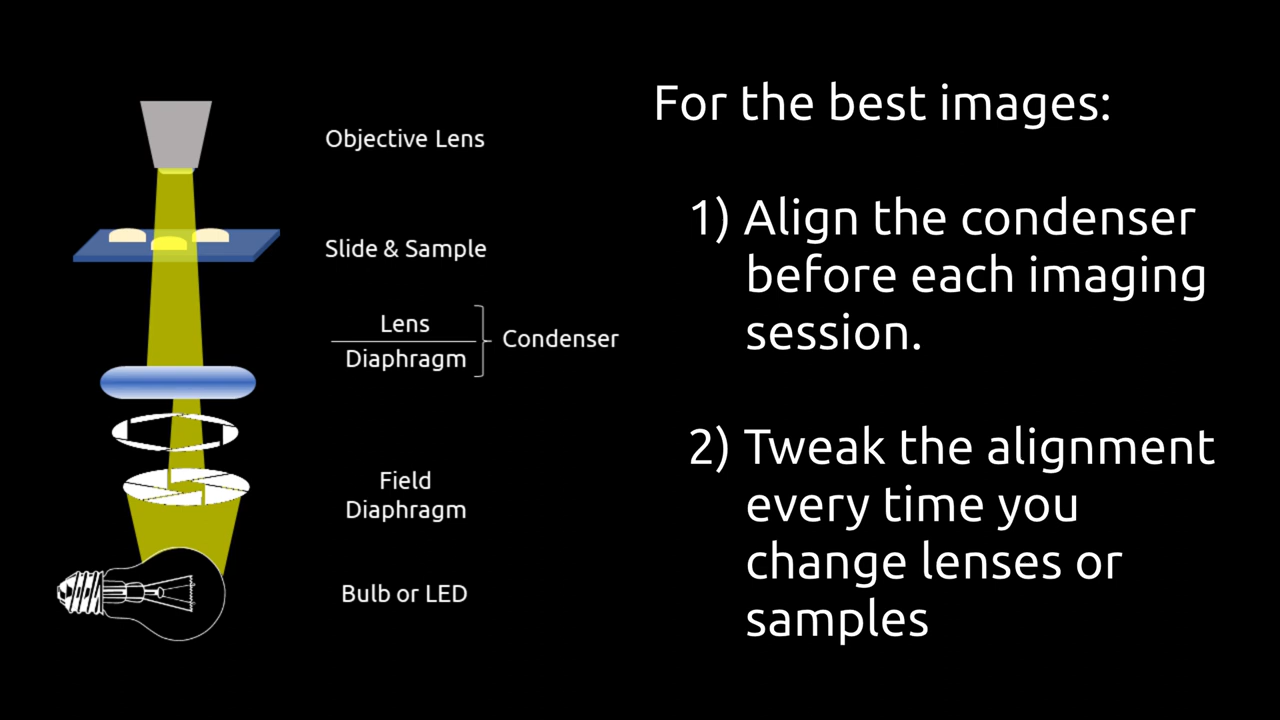 Objective Lens
Slide & Sample
Lens
Diaphragm
Condenser
Field
Diaphragm
Bulb or LED
For the best images:
1) Align the condenser
before each imaging
session.
2) Tweak the alignment
every time you
change lenses or
samples